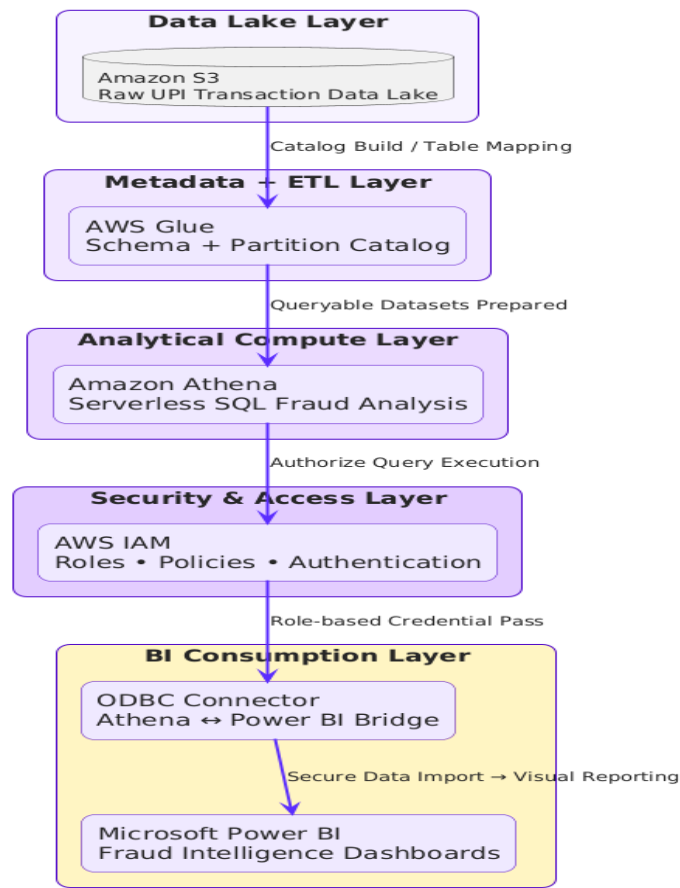 Data Lake Layer
Amazon S3
Raw UPI Transaction Data Lake
Catalog Build / Table Mapping
Metadata + ETL Layer
AWS Glue
Schema + Partition Catalog
Queryable Datasets Prepared
Analytical Compute Layer
Amazon Athena
Serverless SQL Fraud Analysis
Authorize Query Execution
Security & Access Layer
AWS IAM
Roles • Policies • Authentication
Role-based Credential Pass
BI Consumption Layer
ODBC Connector
Athena ↔ Power BI Bridge
Secure Data Import → Visual Reporting
Microsoft Power BI
Fraud Intelligence Dashboards